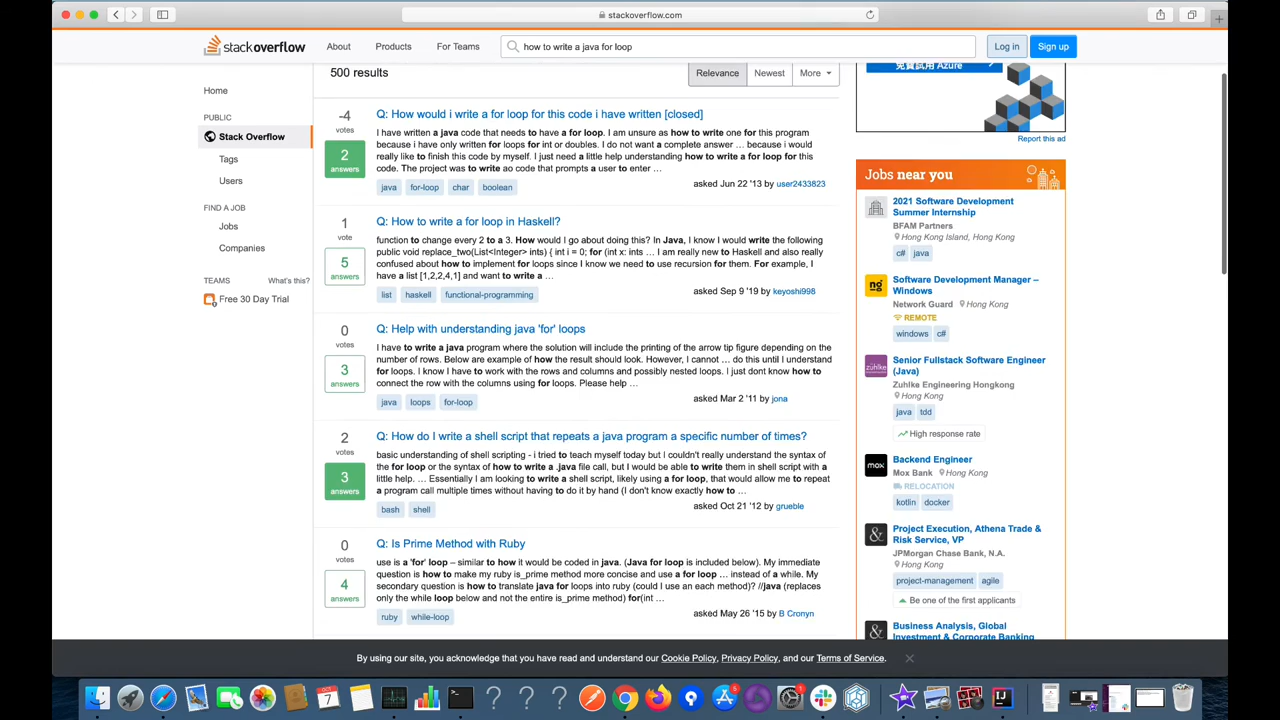 stackoverflow.com
stackoverflow
About
Products
For Teams
how to write a java for loop
Log in
Sign up
500 results
Relevance
Newest
More
Home
PUBLIC
Stack Overflow
Tags
Users
FIND A JOB
Jobs
Companies
TEAMS
What's this?
Free 30 Day Trial
-4
votes
2
answers
Q: How would i write a for loop for this code i have written [closed]
I have written a java code that needs to have a for loop. I am unsure as how to write one for this program
because i have only written for loops for int or doubles. I do not want a complete answer … because i would
really like to finish this code by myself. I just need a little help understanding how to write a for loop for this
code. The project was to write ao code that prompts a user to enter …
java
for-loop
char
boolean
asked Jun 22 '13 by user2433823
1
vote
5
answers
Q: How to write a for loop in Haskell?
function to change every 2 to a 3. How would I go about doing this? In Java, I know I would write the following
public void replace_two(List<Integer> ints) { int i = 0; for (int x: ints … I am really new to Haskell and also really
confused about how to implement for loops since I know we need to use recursion for them. For example, I
have a list [1,2,2,4,1] and want to write a …
list
haskell
functional-programming
asked Sep 9 '19 by keyoshi998
0
votes
3
answers
Q: Help with understanding java 'for' loops
I have to write a java program where the solution will include the printing of the arrow tip figure depending on the
number of rows. Below are example of how the result should look. However, I cannot … do this until I understand
for loops. I know I have to work with the rows and columns and possibly nested loops. I just dont know how to
connect the row with the columns using for loops. Please help …
java
loops
for-loop
asked Mar 2 '11 by jona
2
votes
3
answers
Q: How do I write a shell script that repeats a java program a specific number of times?
basic understanding of shell scripting - i tried to teach myself today but I couldn't really understand the syntax of
the for loop or the syntax of how to write a .java file call, but I would be able to write them in shell script with a
little help. … Essentially I am looking to write a shell script, likely using a for loop, that would allow me to repeat
a program call multiple times without having to do it by hand (I don't know exactly how to …
bash
shell
asked Oct 21 '12 by grueble
0
votes
4
answers
Q: Is Prime Method with Ruby
use is a 'for' loop – similar to how it would be coded in java. (Java for loop is included below). My immediate
question is how to make my ruby is_prime method more concise and use a for loop … instead of a while. My
secondary question is how to translate java for loops into ruby (could I use an each method)? //java (replaces
only the while loop below and not the entire is_prime method) for(int …
ruby
while-loop
asked May 26 '15 by B Cronyn
免費試用 Azure
Report this ad
Jobs near you
2021 Software Development
Summer Internship
BFAM Partners
Hong Kong Island, Hong Kong
c#
java
Software Development Manager –
Windows
Network Guard
Hong Kong
REMOTE
windows
c#
Senior Fullstack Software Engineer
(Java)
Zuhlke Engineering Hongkong
Hong Kong
java
tdd
High response rate
Backend Engineer
Mox Bank
Hong Kong
RELOCATION
kotlin
docker
Project Execution, Athena Trade &
Risk Service, VP
JPMorgan Chase Bank, N.A.
Hong Kong
project-management
agile
Be one of the first applicants
Business Analysis, Global
Investment & Corporate Banking
By using our site, you acknowledge that you have read and understand our Cookie Policy, Privacy Policy, and our Terms of Service.